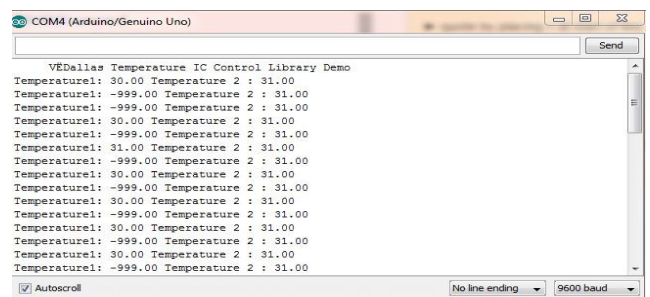 COM4 (Arduino/Genuino Uno)
Send
VËDallas Temperature IC Control Library Demo
Temperature1: 30.00 Temperature 2 : 31.00
Temperature1: -999.00 Temperature 2 : 31.00
Temperature1: -999.00 Temperature 2 : 31.00
Temperature1: 30.00 Temperature 2 : 31.00
Temperature1: -999.00 Temperature 2 : 31.00
Temperature1: 31.00 Temperature 2 : 31.00
Temperature1: -999.00 Temperature 2 : 31.00
Temperature1: 30.00 Temperature 2 : 31.00
Temperature1: -999.00 Temperature 2 : 31.00
Temperature1: 30.00 Temperature 2 : 31.00
Temperature1: -999.00 Temperature 2 : 31.00
Temperature1: 30.00 Temperature 2 : 31.00
Temperature1: -999.00 Temperature 2 : 31.00
Temperature1: 30.00 Temperature 2 : 31.00
Temperature1: -999.00 Temperature 2 : 31.00
Autoscroll
No line ending
9600 baud